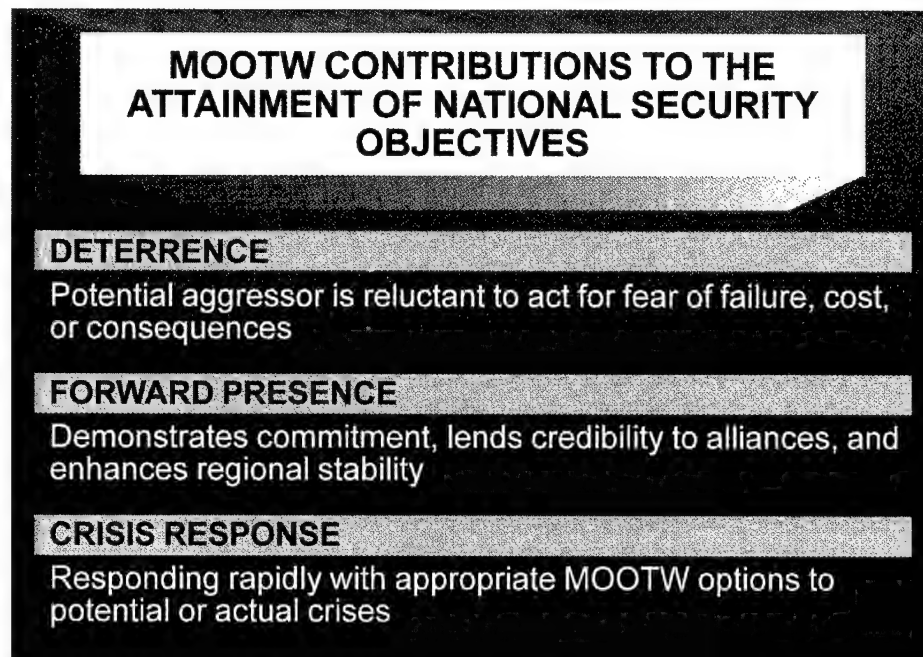 MOOTW CONTRIBUTIONS TO THE
ATTAINMENT OF NATIONAL SECURITY
OBJECTIVES
DETERRENCE
Potential aggressor is reluctant to act for fear of failure, cost,
or consequences
FORWARD PRESENCE
Demonstrates commitment, lends credibility to alliances, and
enhances regional stability
CRISIS RESPONSE
Responding rapidly with appropriate MOOTW options to
potential or actual crises